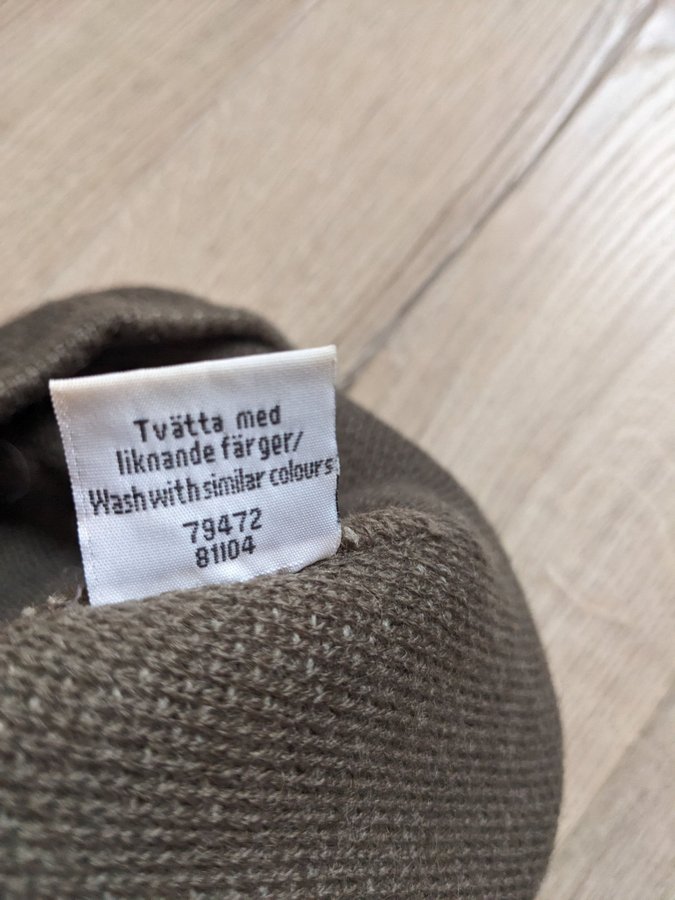 Tvätta med
liknande färger/
Wash with similar colours
79472
81104